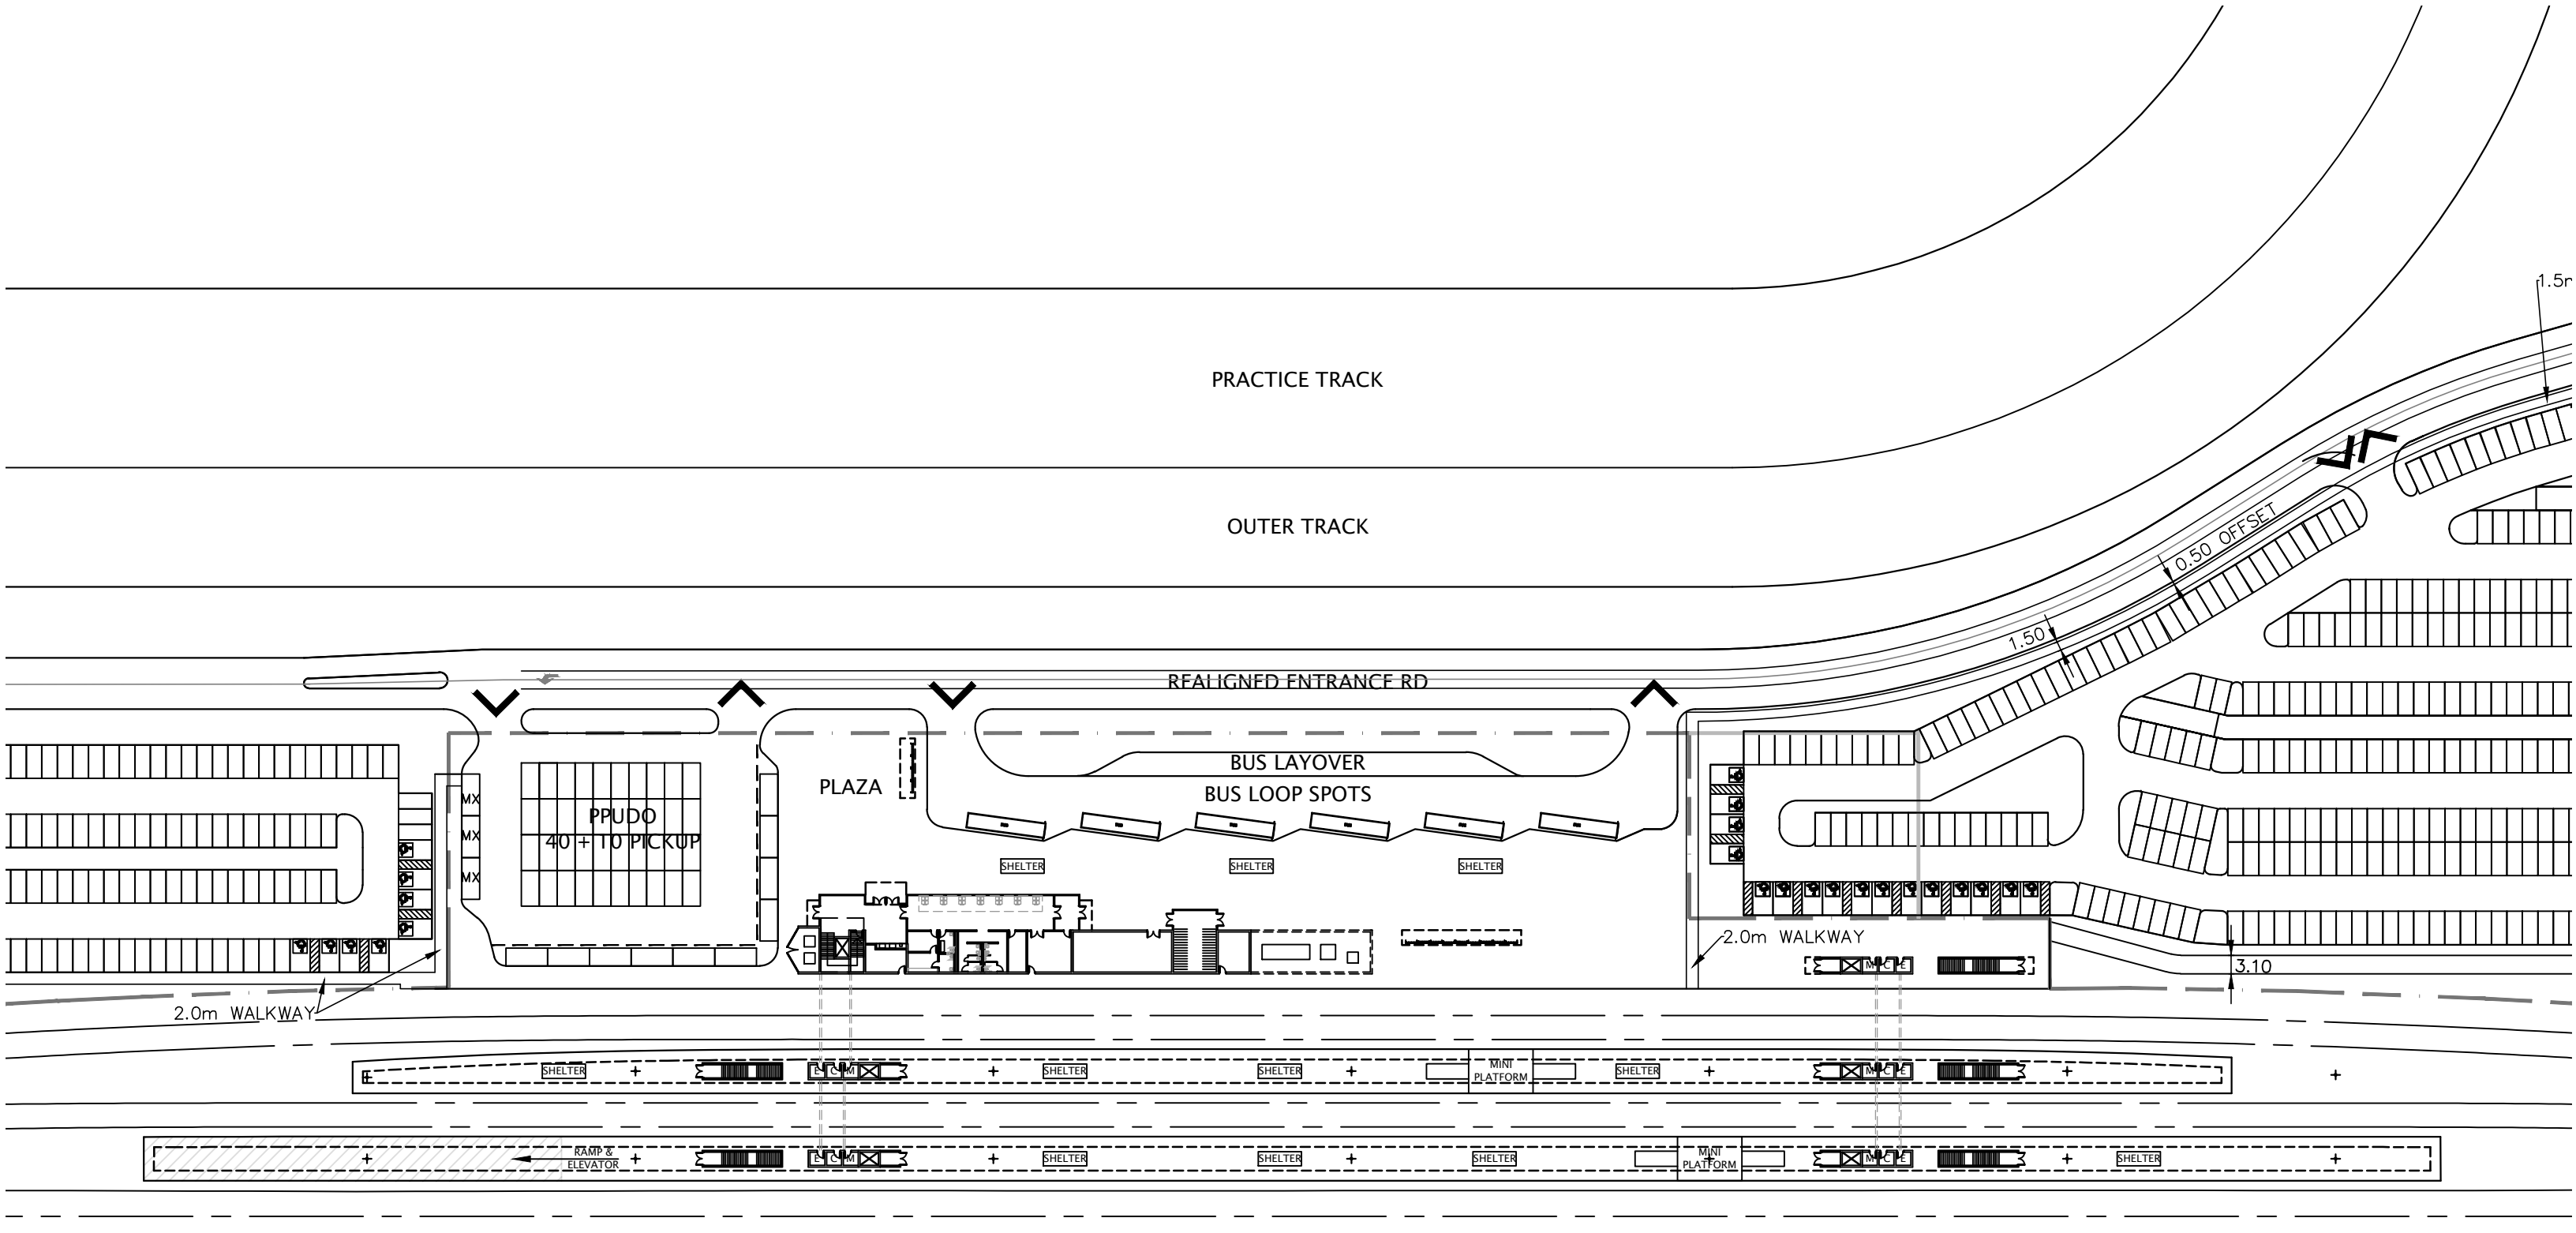 1.5
PRACTICE TRACK
OUTER TRACK
0.50 OFFSET
1.50
REALIGNED ENTRANCE RD
BUS LAYOVER
PLAZA
BUS LOOP SPOTS
MX
MX
MX
PPUDO
40 + 10 PICKUP
SHELTER
SHELTER
SHELTER
2.0m WALKWAY
M C E
3.10
2.0m WALKWAY
SHELTER
E C M
SHELTER
SHELTER
MINI
PLATFORM
SHELTER
M C E
RAMP &
ELEVATOR
E C M
SHELTER
SHELTER
SHELTER
MINI
PLATFORM
M C E
SHELTER